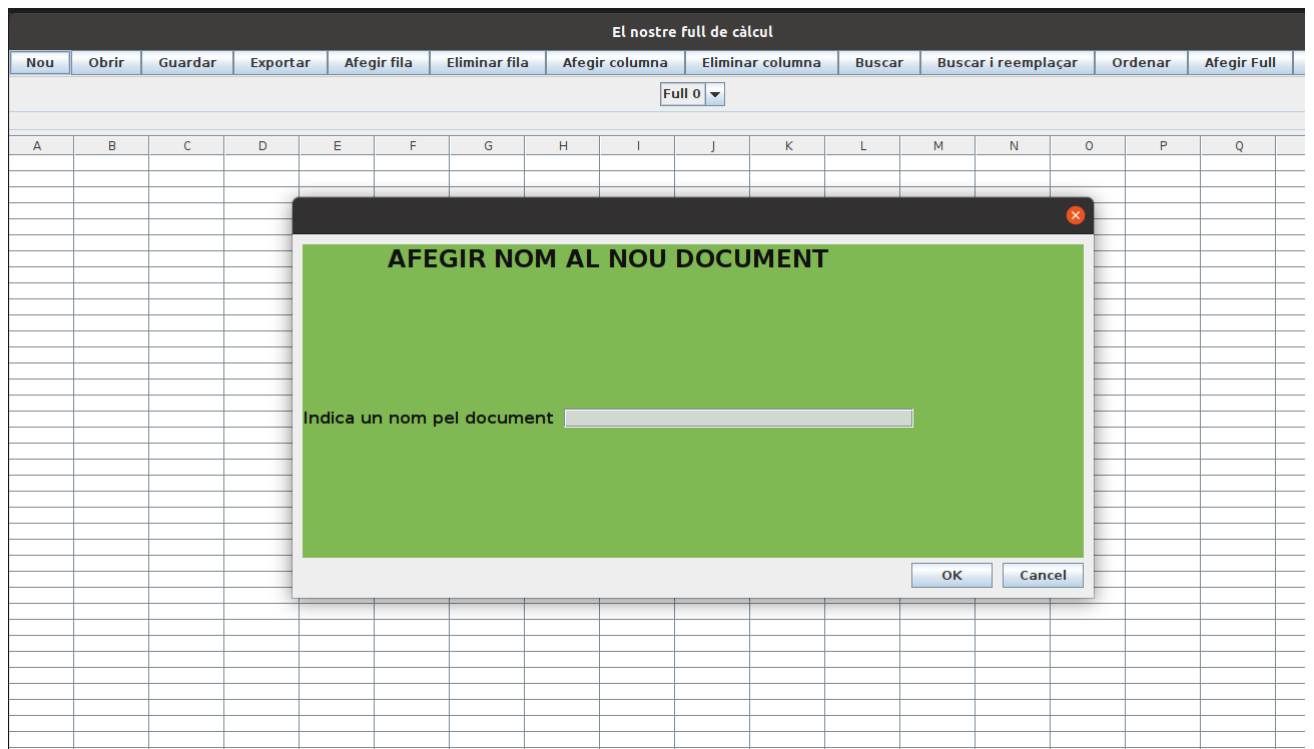 El nostre full de càlcul
Nou Obrir Guardar Exportar Afegir fila Eliminar fila Afegir columna Eliminar columna Buscar Buscar i reemplaçar Ordenar Afegir Full
Full 0
A B C D E F G H I J K L M N O P Q
AFEGIR NOM AL NOU DOCUMENT
Indica un nom pel document
OK Cancel